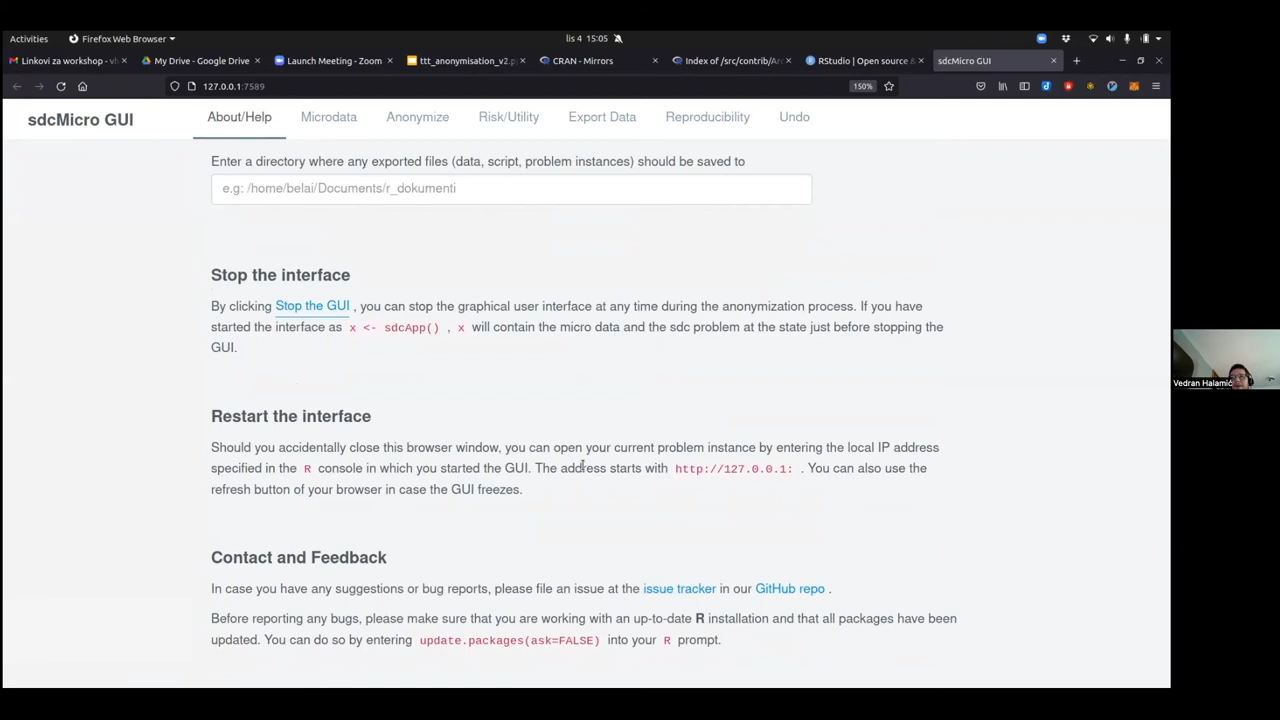 Activities Firefox Web Browser lis 4 15:05
Linkovi za workshop - vh My Drive - Google Drive Launch Meeting - Zoom ttt_anonymisation_v2.p CRAN - Mirrors Index of /src/contrib/Arc RStudio | Open source & sdcMicro GUI
127.0.0.1:7589 150%
sdcMicro GUI About/Help Microdata Anonymize Risk/Utility Export Data Reproducibility Undo
Enter a directory where any exported files (data, script, problem instances) should be saved to
e.g: /home/belai/Documents/r_dokumenti
Stop the interface
By clicking Stop the GUI , you can stop the graphical user interface at any time during the anonymization process. If you have
started the interface as x <- sdcApp() , x will contain the micro data and the sdc problem at the state just before stopping the
GUI.
Vedran Halamić
Restart the interface
Should you accidentally close this browser window, you can open your current problem instance by entering the local IP address
specified in the R console in which you started the GUI. The address starts with http://127.0.0.1: . You can also use the
refresh button of your browser in case the GUI freezes.
Contact and Feedback
In case you have any suggestions or bug reports, please file an issue at the issue tracker in our GitHub repo .
Before reporting any bugs, please make sure that you are working with an up-to-date R installation and that all packages have been
updated. You can do so by entering update.packages(ask=FALSE) into your R prompt.